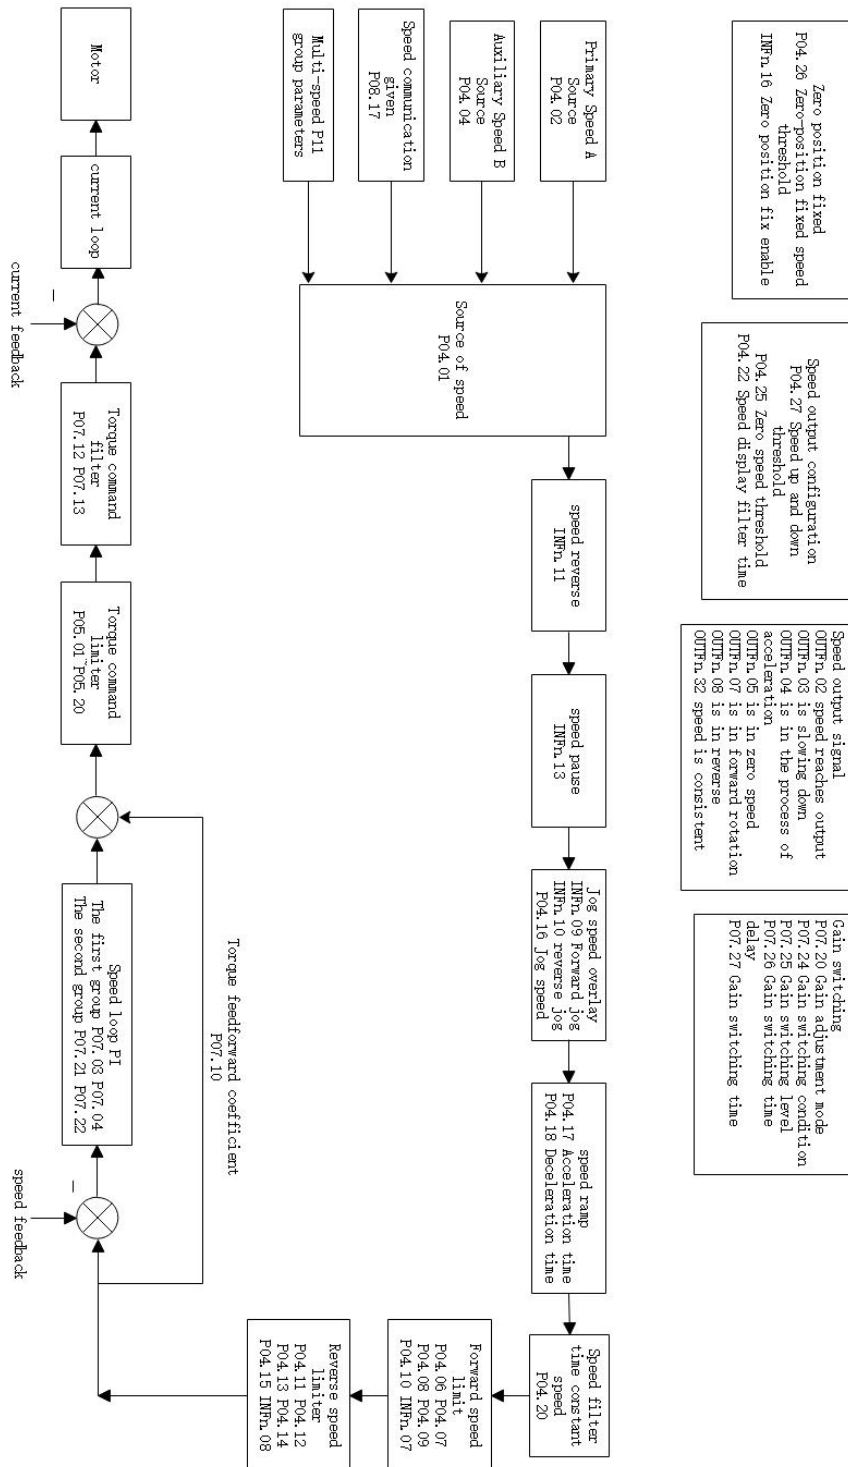 Zero position fixed
P04.26 Zero-position fixed speed
threshold
INFn.16 Zero position fix enable
Speed output configuration
P04.27 Speed up and down
threshold
P04.25 Zero speed threshold
P04.22 Speed display filter time
Speed output signal
OUTFn.02 speed reaches output
OUTFn.03 is slowing down
OUTFn.04 is in the process of
acceleration
OUTFn.05 is in zero speed
OUTFn.07 is in forward rotation
OUTFn.08 is in reverse
OUTFn.32 speed is consistent
Gain switching
P07.20 Gain adjustment mode
P07.24 Gain switching condition
P07.25 Gain switching level
P07.26 Gain switching time
delay
P07.27 Gain switching time
Primary Speed A
Source
P04.02
Auxiliary Speed B
Source
P04.04
Speed communication
given
P08.17
Multi-speed P11
group parameters
Source of speed
P04.01
speed reverse
INFn.11
speed pause
INFn.13
Jog speed overlay
INFn.09 Forward jog
INFn.10 reverse jog
P04.16 Jog speed
speed ramp
P04.17 Acceleration time
P04.18 Deceleration time
Speed filter
time constant
speed
P04.20
Forward speed
limit
P04.06 P04.07
P04.08 P04.09
P04.10 INFn.07
Reverse speed
limiter
P04.11 P04.12
P04.13 P04.14
P04.15 INFn.08
Torque feedforward coefficient
P07.10
Motor
current loop
−
current feedback
Torque command
filter
P07.12 P07.13
Torque command
limiter
P05.01~P05.20
Speed loop PI
The first group P07.03 P07.04
The second group P07.21 P07.22
−
speed feedback